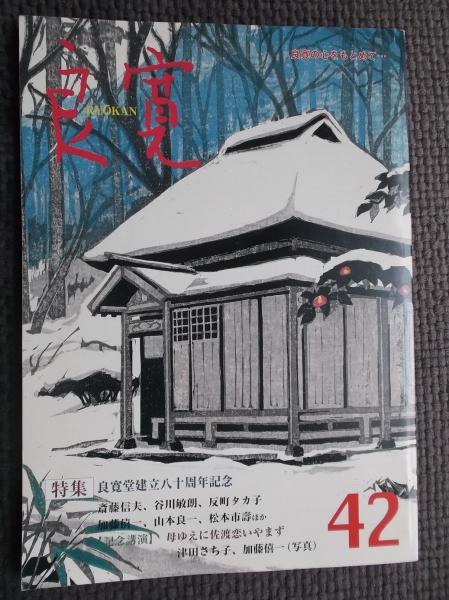 良寛の心をもとめて…
良寛
RYOKAN
特集 良寛堂建立八十周年記念
斎藤信夫、谷川敏朗、反町タカ子
加藤僖一、山本良一、松本市壽ほか
【記念講演】 母ゆえに佐渡恋いやまず
津田さち子、加藤僖一(写真)
42